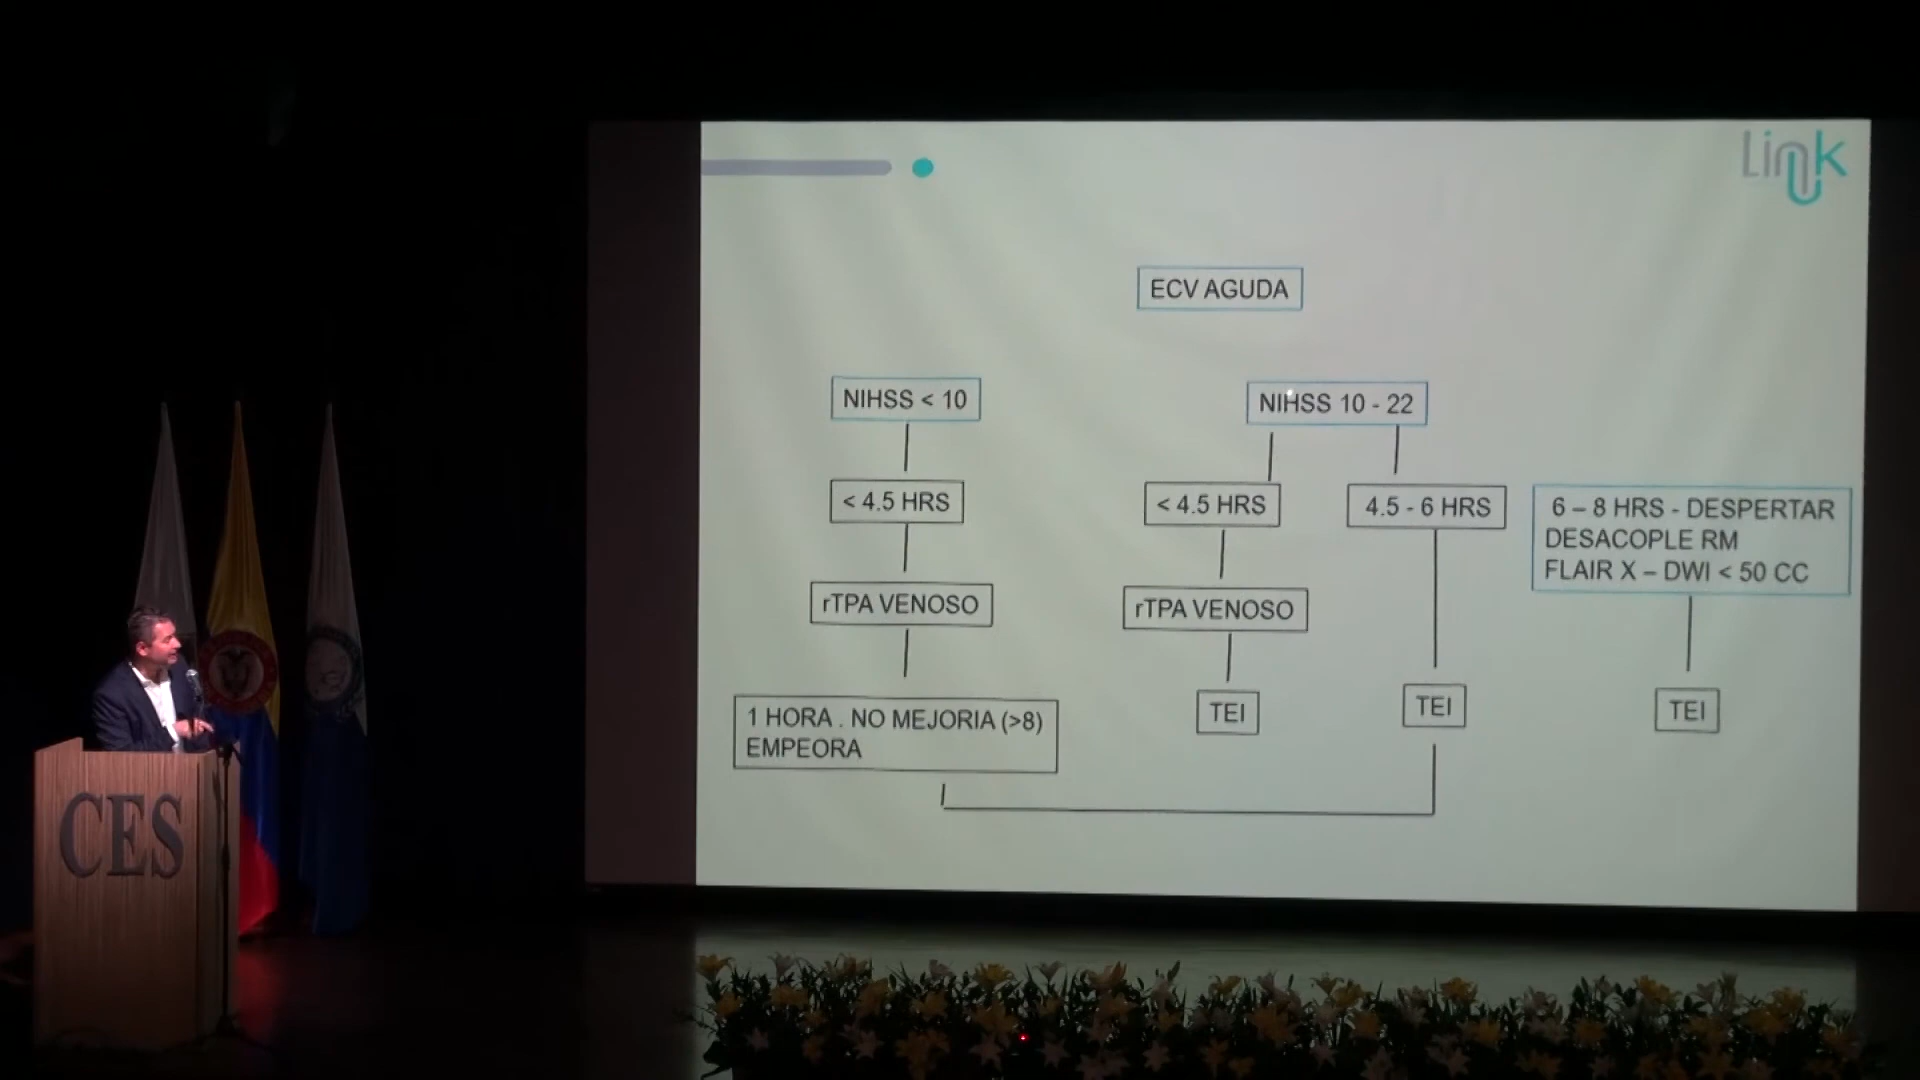 Link
ECV AGUDA
NIHSS < 10
NIHSS 10 - 22
< 4.5 HRS
< 4.5 HRS
4.5 - 6 HRS
6 – 8 HRS - DESPERTAR
DESACOPLE RM
FLAIR X – DWI < 50 CC
rTPA VENOSO
rTPA VENOSO
1 HORA . NO MEJORIA (>8)
EMPEORA
TEI
TEI
TEI
CES